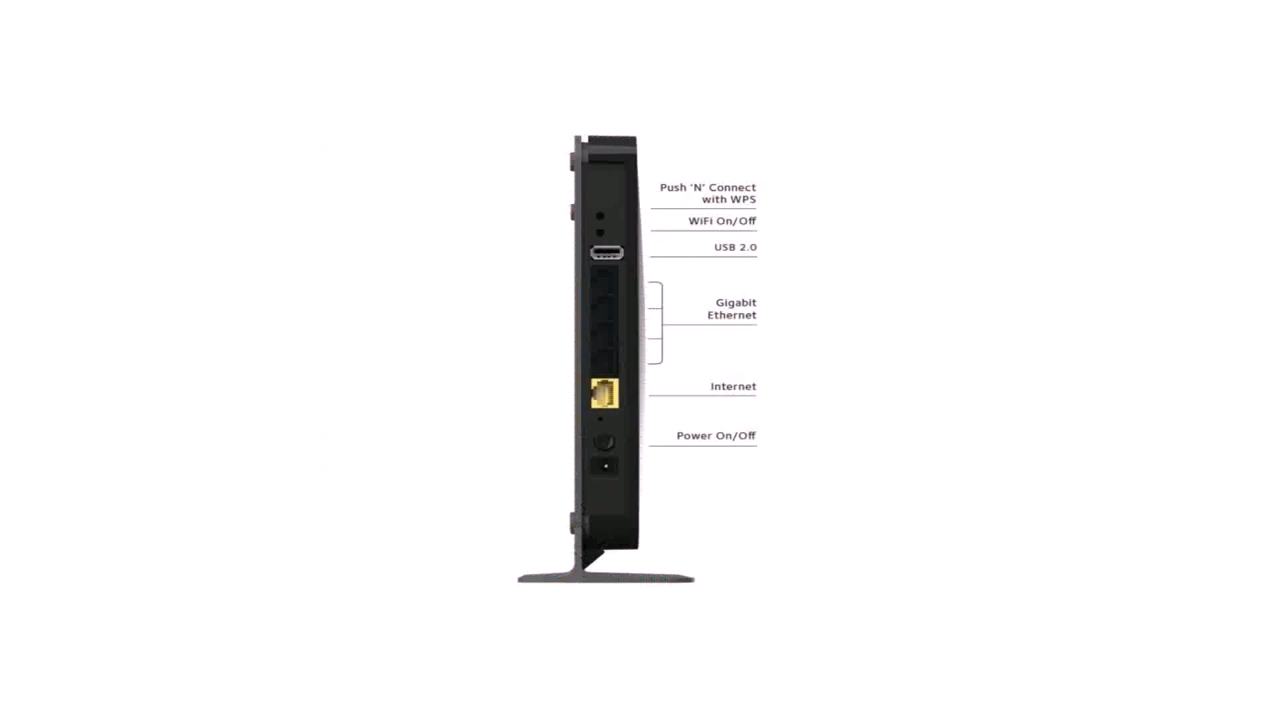 Push ‘N’ Connect
with WPS
WiFi On/Off
USB 2.0
Gigabit
Ethernet
Internet
Power On/Off